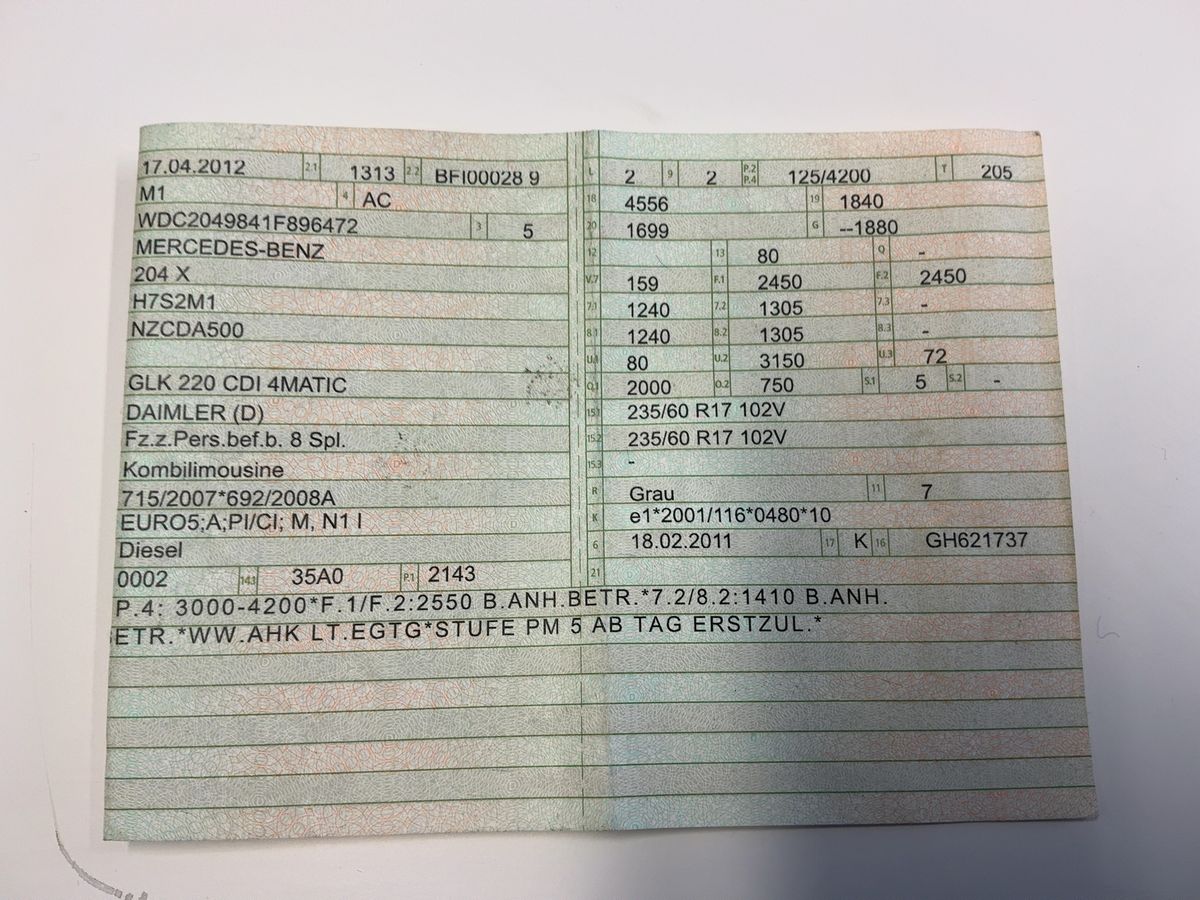 17.04.2012 2.1 1313 2.2 BFI00028 9 L 2 9 2 P.2 P.4 125/4200 T 205
M1 4 AC 18 4556 19 1840
WDC2049841F896472 3 5 20 1699 G --1880
MERCEDES-BENZ 12 13 80 Q -
204 X V.7 159 F.1 2450 F.2 2450
H7S2M1 7.1 1240 7.2 1305 7.3 -
NZCDA500 8.1 1240 8.2 1305 8.3 -
U.1 80 U.2 3150 U.3 72
GLK 220 CDI 4MATIC O.1 2000 O.2 750 S.1 5 S.2 -
DAIMLER (D) 15.1 235/60 R17 102V
Fz.z.Pers.bef.b. 8 Spl. 15.2 235/60 R17 102V
Kombilimousine 15.3 -
715/2007*692/2008A R Grau 11 7
EURO5;A;PI/CI; M, N1 I K e1*2001/116*0480*10
Diesel 6 18.02.2011 17 K 16 GH621737
0002 14.1 35A0 P.1 2143 21
P.4: 3000-4200*F.1/F.2:2550 B.ANH.BETR.*7.2/8.2:1410 B.ANH.
ETR.*WW.AHK LT.EGTG*STUFE PM 5 AB TAG ERSTZUL.*